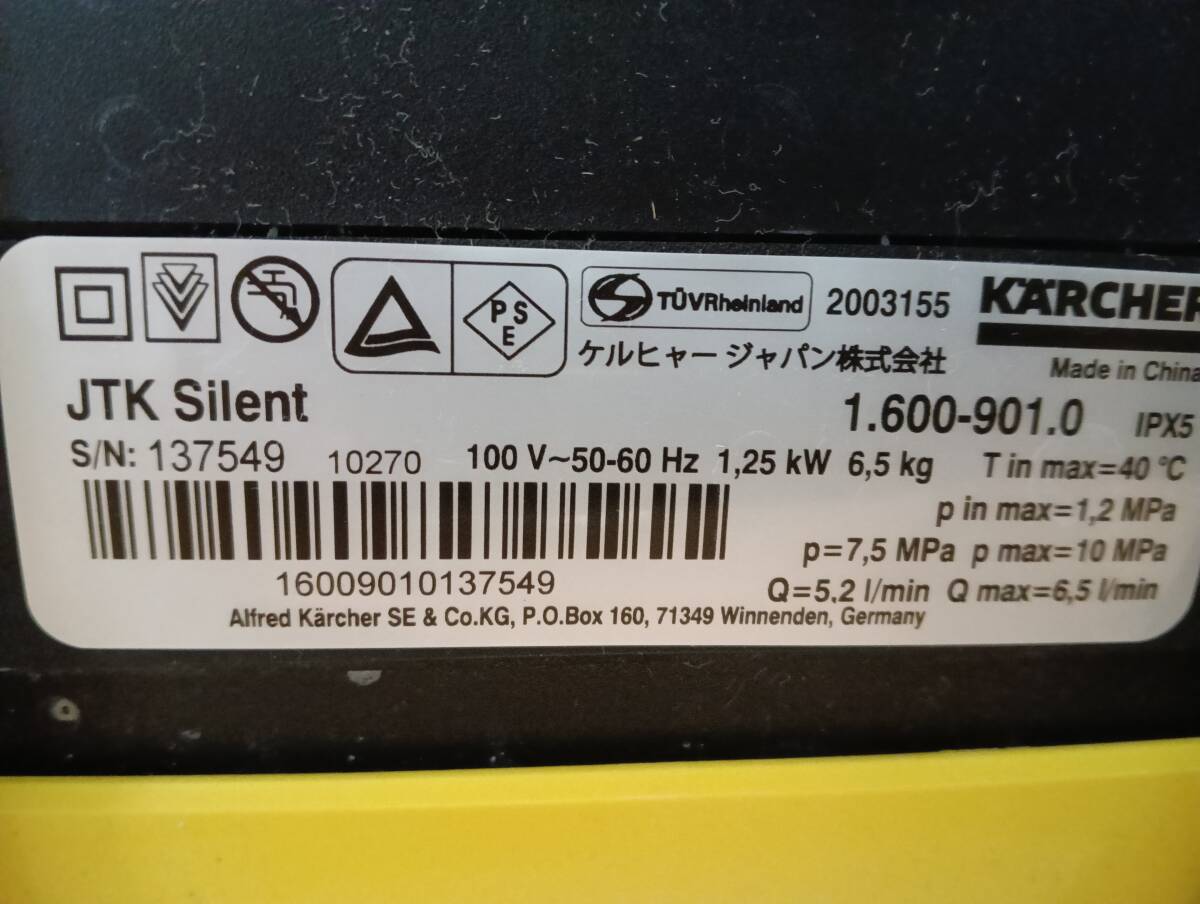 PSE TÜVRheinland 2003155 KÄRCHER
ケルヒャー ジャパン株式会社 Made in China
JTK Silent 1.600-901.0 IPX5
S/N: 137549 10270 100 V~50-60 Hz 1,25 kW 6,5 kg T in max=40 °C
p in max=1,2 MPa
p=7,5 MPa p max=10 MPa
16009010137549 Q=5,2 l/min Q max=6,5 l/min
Alfred Kärcher SE & Co.KG, P.O.Box 160, 71349 Winnenden, Germany